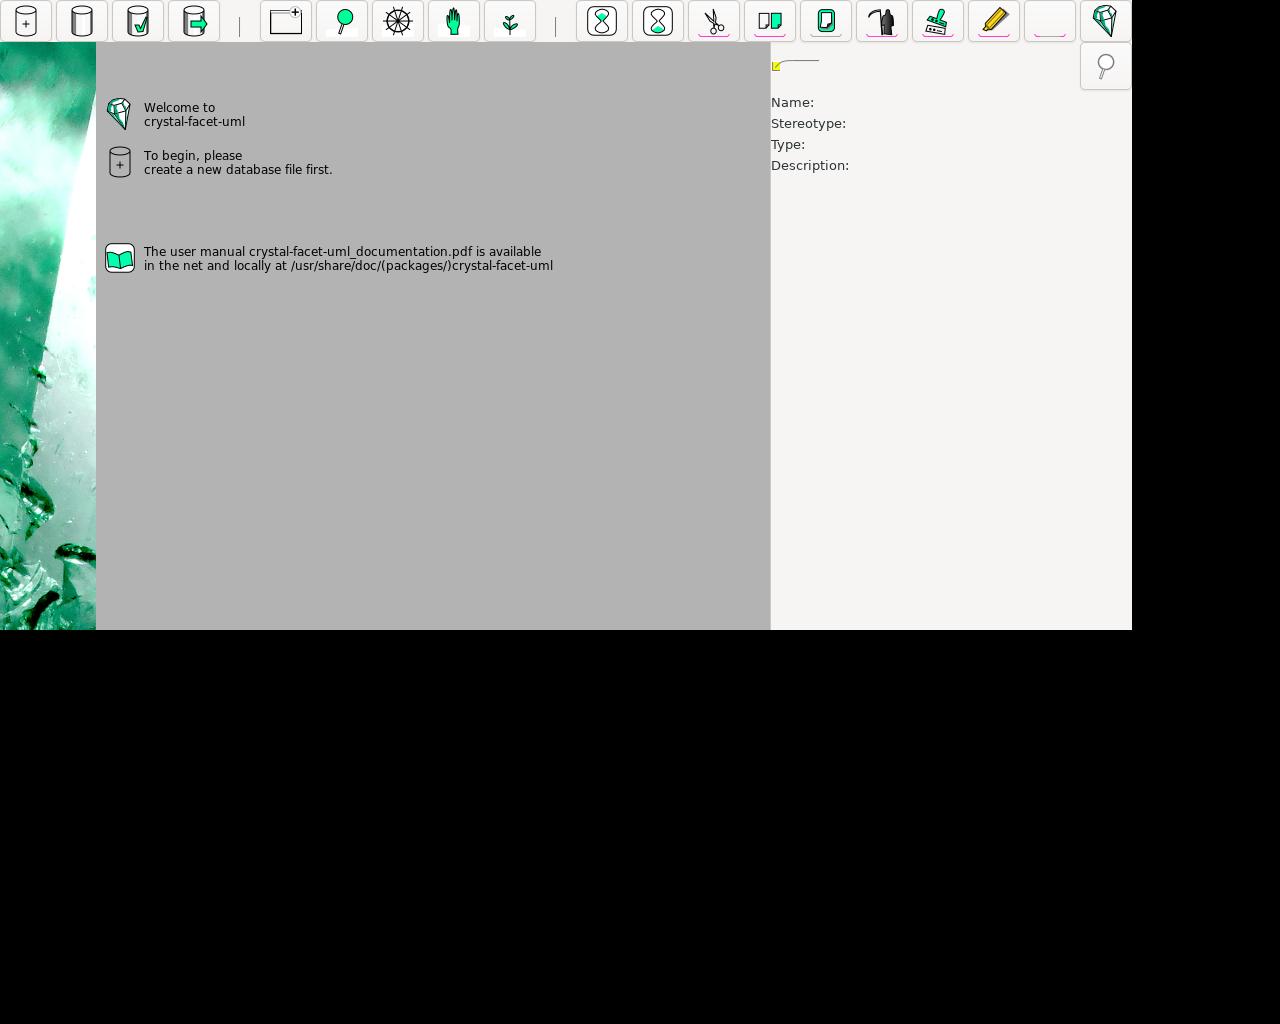 Welcome to
crystal-facet-uml
To begin, please
create a new database file first.
The user manual crystal-facet-uml_documentation.pdf is available
in the net and locally at /usr/share/doc/(packages/)crystal-facet-uml
Name:
Stereotype:
Type:
Description: